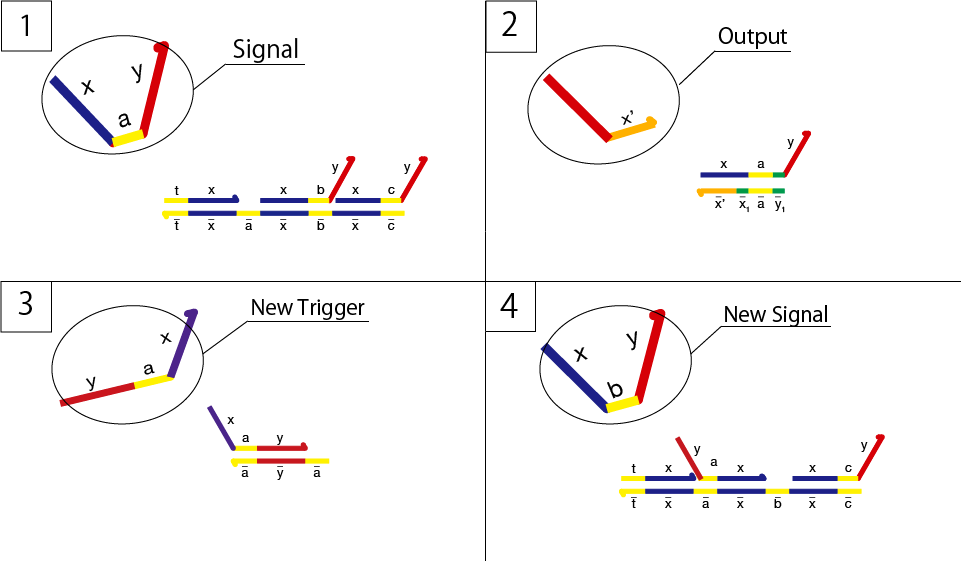 1
Signal
x
a
y
y
y
t x x b x c
t̄ x̄ ā x̄ b̄ x̄ c̄
2
Output
x'
y
x a
x̄' x̄₁ ā ȳ₁
3
New Trigger
y
a
x
x
a y
ā ȳ ā
4
New Signal
x
b
y
y
y
t x a x x c
t̄ x̄ ā x̄ b̄ x̄ c̄